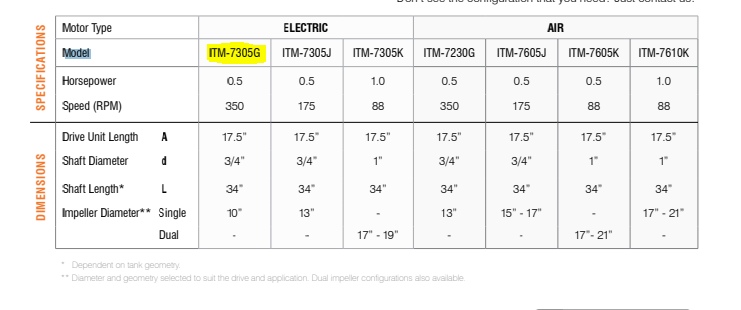 Don't see the configuration that you need? Just contact us.
Motor Type ELECTRIC AIR
Model ITM-7305G ITM-7305J ITM-7305K ITM-7230G ITM-7605J ITM-7605K ITM-7610K
SPECIFICATIONS
Horsepower 0.5 0.5 1.0 0.5 0.5 0.5 1.0
Speed (RPM) 350 175 88 350 175 88 88
DIMENSIONS
Drive Unit Length A 17.5" 17.5" 17.5" 17.5" 17.5" 17.5" 17.5"
Shaft Diameter d 3/4" 3/4" 1" 3/4" 3/4" 1" 1"
Shaft Length* L 34" 34" 34" 34" 34" 34" 34"
Impeller Diameter** Single 10" 13" - 13" 15" - 17" - 17" - 21"
Dual - - 17" - 19" - - 17"- 21" -
* Dependent on tank geometry.
** Diameter and geometry selected to suit the drive and application. Dual impeller configurations also available.